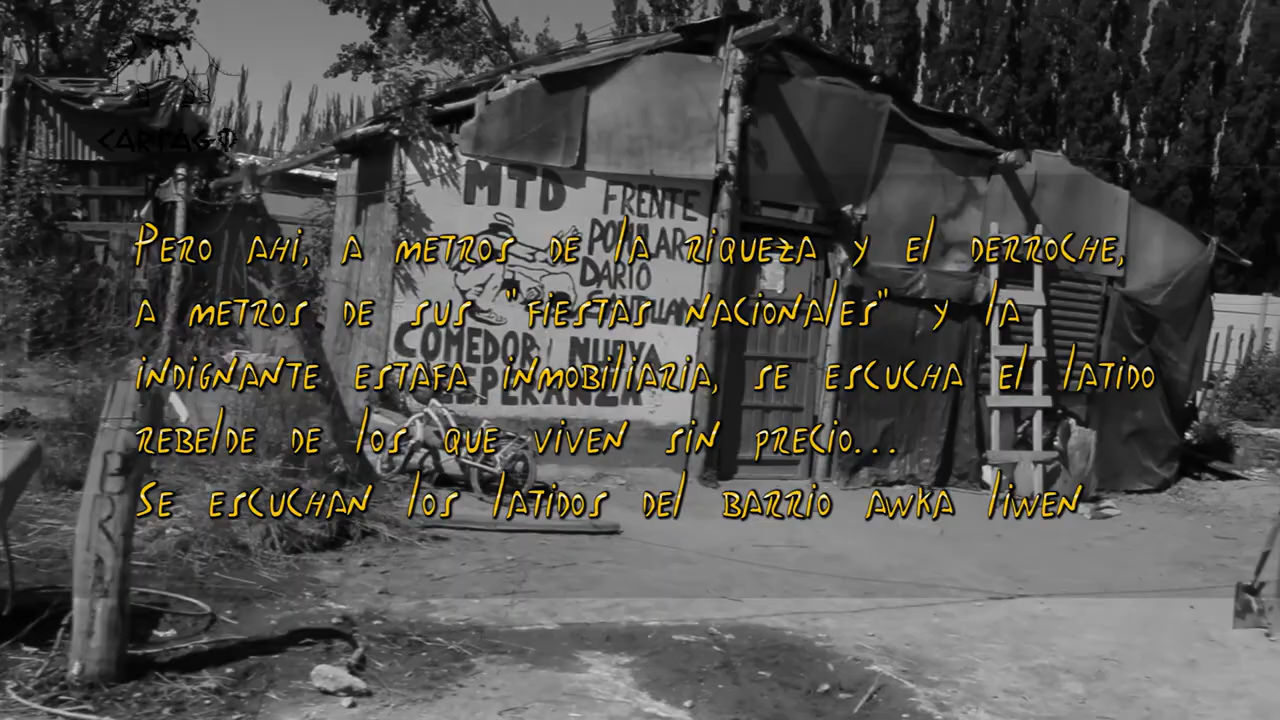 CARTAGO
MTD
FRENTE
POPULAR
DARIO
Pero ahi, a metros de la riqueza y el derroche,
a metros de sus "fiestas nacionales" y la
indignante estafa inmobiliaria, se escucha el latido
rebelde de los que viven sin precio...
Se escuchan los latidos del barrio awka liwen
COMEDOR NUEVA
ESPERANZA